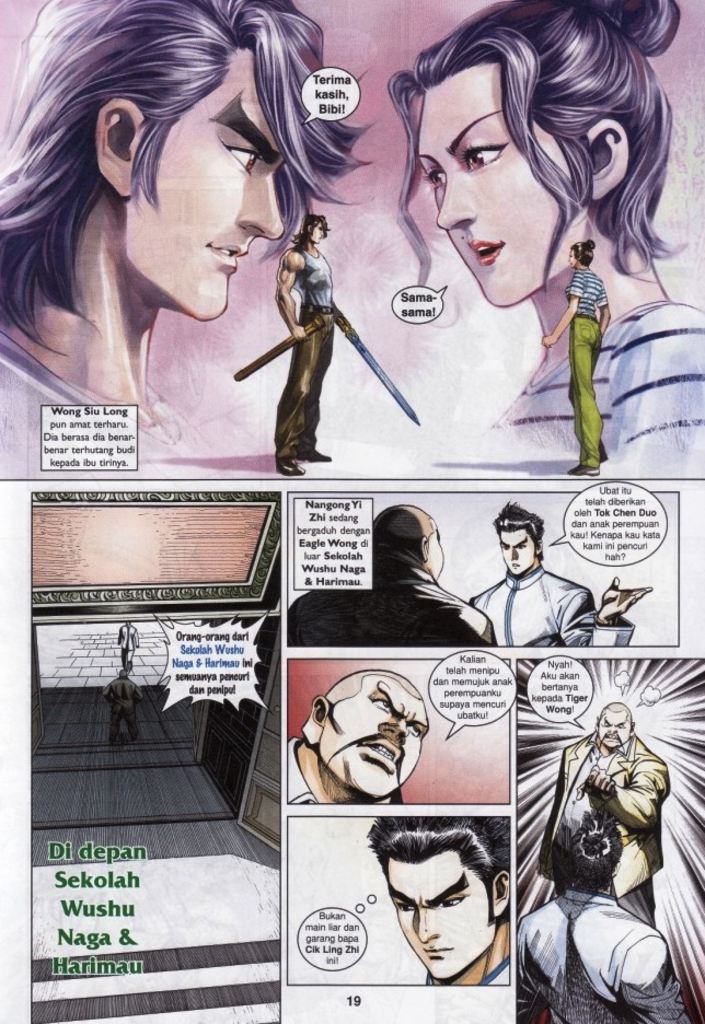 Terima
kasih,
Bibi!
Sama-
sama!
Wong Siu Long
pun amat terharu.
Dia berasa dia benar-
benar terhutang budi
kepada ibu tirinya.
Orang-orang dari
Sekolah Wushu
Naga & Harimau ini
semuanya pencuri
dan penipu!
Di depan
Sekolah
Wushu
Naga &
Harimau
Nangong Yi
Zhi sedang
bergaduh dengan
Eagle Wong di
luar Sekolah
Wushu Naga
& Harimau.
Ubat itu
telah diberikan
oleh Tok Chen Duo
dan anak perempuan
kau! Kenapa kau kata
kami ini pencuri
hah?
Kalian
telah menipu
dan memujuk anak
perempuanku
supaya mencuri
ubatku!
Nyah!
Aku akan
bertanya
kepada Tiger
Wong!
Bukan
main liar dan
garang bapa
Cik Ling Zhi
ini!
19